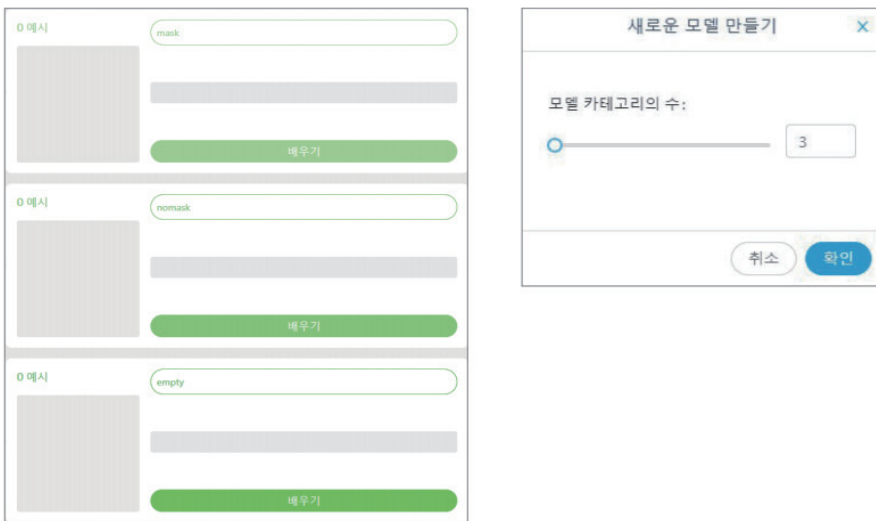 0 예시
mask
배우기
0 예시
nomask
배우기
0 예시
empty
배우기
새로운 모델 만들기
모델 카테고리의 수:
3
취소
확인